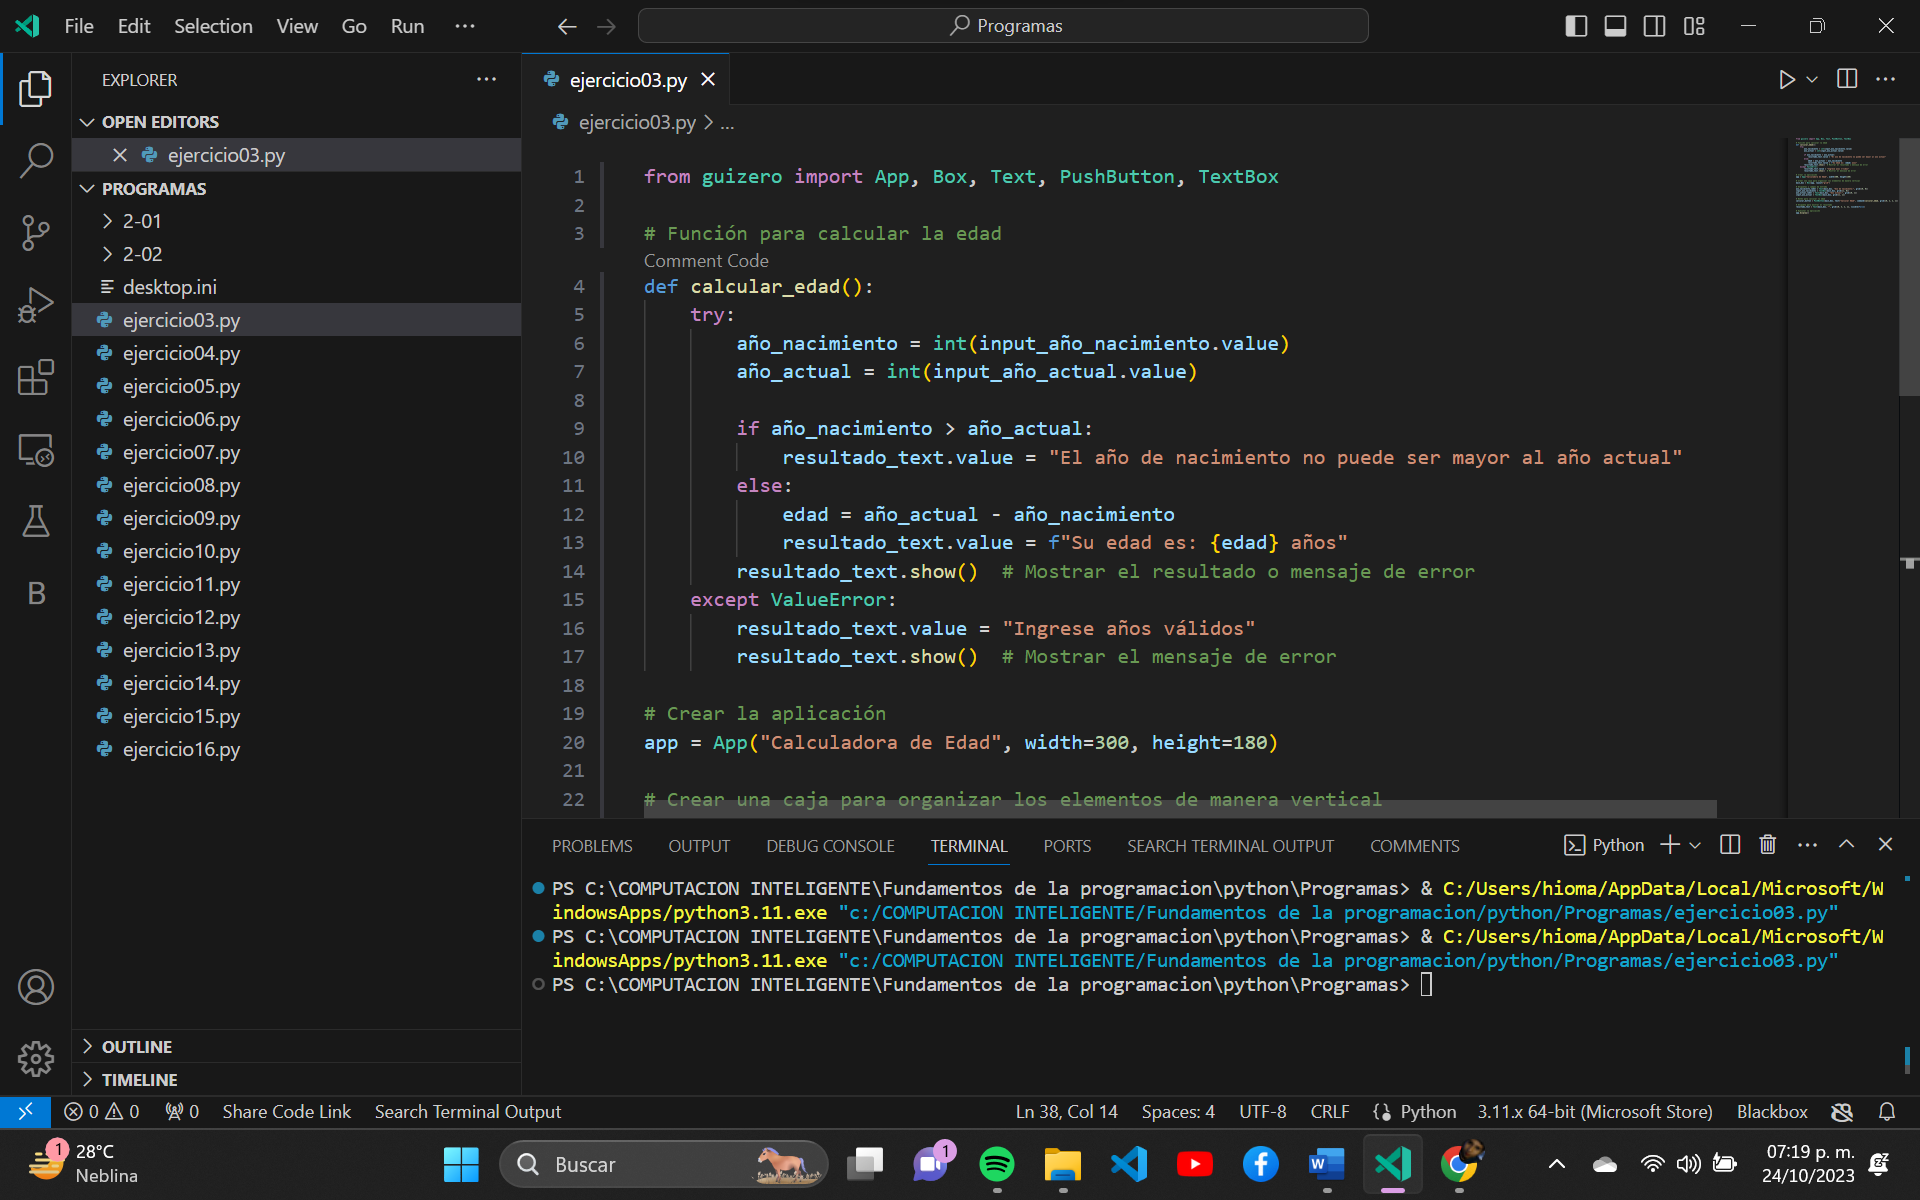 File Edit Selection View Go Run ···
Programas
EXPLORER
OPEN EDITORS
ejercicio03.py
PROGRAMAS
2-01
2-02
desktop.ini
ejercicio03.py
ejercicio04.py
ejercicio05.py
ejercicio06.py
ejercicio07.py
ejercicio08.py
ejercicio09.py
ejercicio10.py
ejercicio11.py
ejercicio12.py
ejercicio13.py
ejercicio14.py
ejercicio15.py
ejercicio16.py
OUTLINE
TIMELINE
ejercicio03.py
ejercicio03.py > ...
1 from guizero import App, Box, Text, PushButton, TextBox
2
3 # Función para calcular la edad
Comment Code
4 def calcular_edad():
5 try:
6 año_nacimiento = int(input_año_nacimiento.value)
7 año_actual = int(input_año_actual.value)
8
9 if año_nacimiento > año_actual:
10 resultado_text.value = "El año de nacimiento no puede ser mayor al año actual"
11 else:
12 edad = año_actual - año_nacimiento
13 resultado_text.value = f"Su edad es: {edad} años"
14 resultado_text.show() # Mostrar el resultado o mensaje de error
15 except ValueError:
16 resultado_text.value = "Ingrese años válidos"
17 resultado_text.show() # Mostrar el mensaje de error
18
19 # Crear la aplicación
20 app = App("Calculadora de Edad", width=300, height=180)
21
22 # Crear una caja para organizar los elementos de manera vertical
PROBLEMS OUTPUT DEBUG CONSOLE TERMINAL PORTS SEARCH TERMINAL OUTPUT COMMENTS Python
PS C:\COMPUTACION INTELIGENTE\Fundamentos de la programacion\python\Programas> & C:/Users/hioma/AppData/Local/Microsoft/W
indowsApps/python3.11.exe "c:/COMPUTACION INTELIGENTE/Fundamentos de la programacion/python/Programas/ejercicio03.py"
PS C:\COMPUTACION INTELIGENTE\Fundamentos de la programacion\python\Programas> & C:/Users/hioma/AppData/Local/Microsoft/W
indowsApps/python3.11.exe "c:/COMPUTACION INTELIGENTE/Fundamentos de la programacion/python/Programas/ejercicio03.py"
PS C:\COMPUTACION INTELIGENTE\Fundamentos de la programacion\python\Programas>
0 0 0 Share Code Link Search Terminal Output Ln 38, Col 14 Spaces: 4 UTF-8 CRLF Python 3.11.x 64-bit (Microsoft Store) Blackbox
1 28°C
Neblina
Buscar
1
07:19 p. m.
24/10/2023